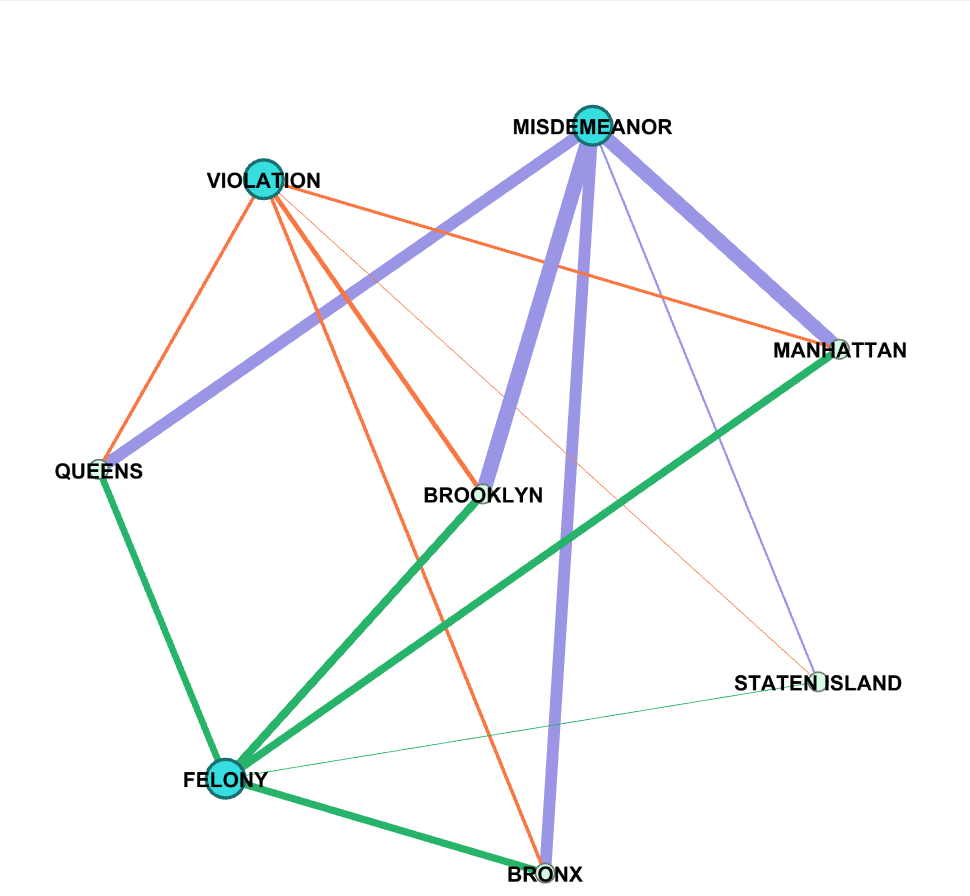 MISDEMEANOR
VIOLATION
MANHATTAN
QUEENS
BROOKLYN
STATEN ISLAND
FELONY
BRONX